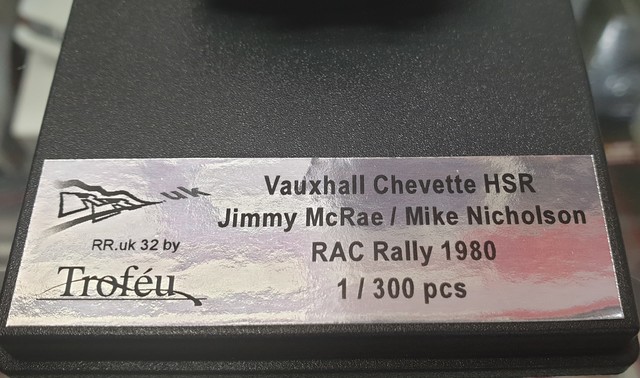 uk
RR.uk 32 by
Troféu
Vauxhall Chevette HSR
Jimmy McRae / Mike Nicholson
RAC Rally 1980
1 / 300 pcs